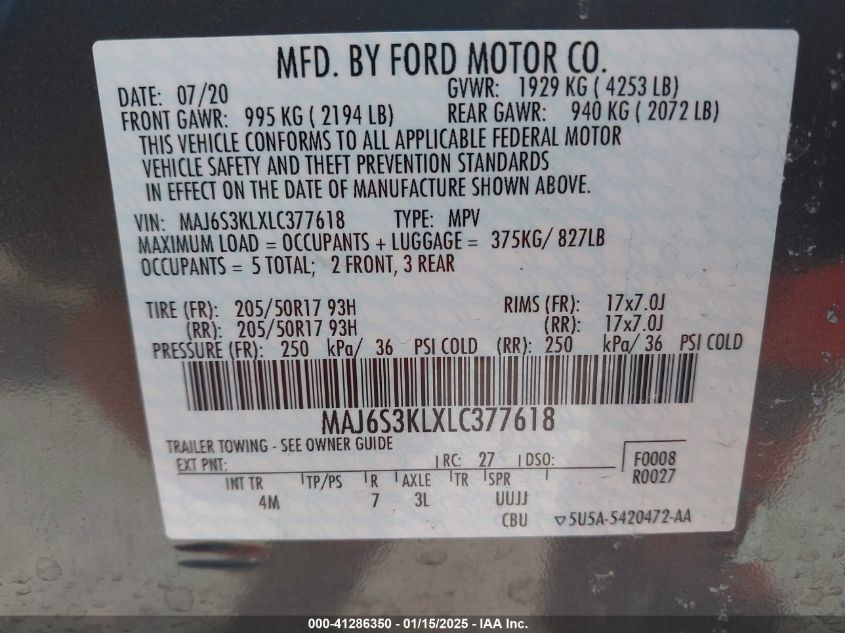 MFD. BY FORD MOTOR CO.
DATE: 07/20 GVWR: 1929 KG ( 4253 LB)
FRONT GAWR: 995 KG ( 2194 LB) REAR GAWR: 940 KG ( 2072 LB)
THIS VEHICLE CONFORMS TO ALL APPLICABLE FEDERAL MOTOR
VEHICLE SAFETY AND THEFT PREVENTION STANDARDS
IN EFFECT ON THE DATE OF MANUFACTURE SHOWN ABOVE.
VIN: MAJ6S3KLXLC377618 TYPE: MPV
MAXIMUM LOAD = OCCUPANTS + LUGGAGE = 375KG/ 827LB
OCCUPANTS = 5 TOTAL; 2 FRONT, 3 REAR
TIRE (FR): 205/50R17 93H RIMS (FR): 17x7.0J
(RR): 205/50R17 93H (RR): 17x7.0J
PRESSURE (FR): 250 kPa/ 36 PSI COLD (RR): 250 kPa/ 36 PSI COLD
MAJ6S3KLXLC377618
TRAILER TOWING - SEE OWNER GUIDE
EXT PNT: RC: 27 DSO: F0008
R0027
INT TR TP/PS R AXLE TR SPR
4M 7 3L UUJJ
CBU ▽5U5A-5420472-AA
000-41286350 - 01/15/2025 - IAA Inc.